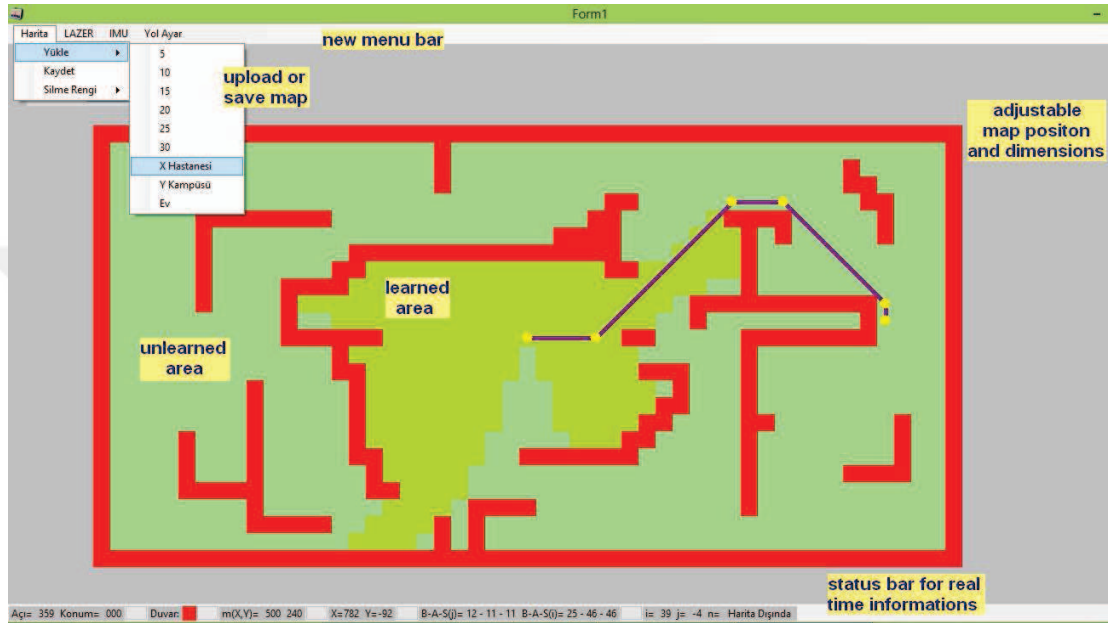 Form1
Harita LAZER IMU Yol Ayar
new menu bar
Yükle
Kaydet
Silme Rengi
5
10
15
20
25
30
X Hastanesi
Y Kampüsü
Ev
upload or
save map
adjustable
map positon
and dimensions
learned
area
unlearned
area
status bar for real
time informations
Açı= 359 Konum= 000 Duvar: m(X,Y)= 500 240 X=782 Y=-92 B-A-S(j)= 12 - 11 - 11 B-A-S(i)= 25 - 46 - 46 i= 39 j= -4 n= Harita Dışında